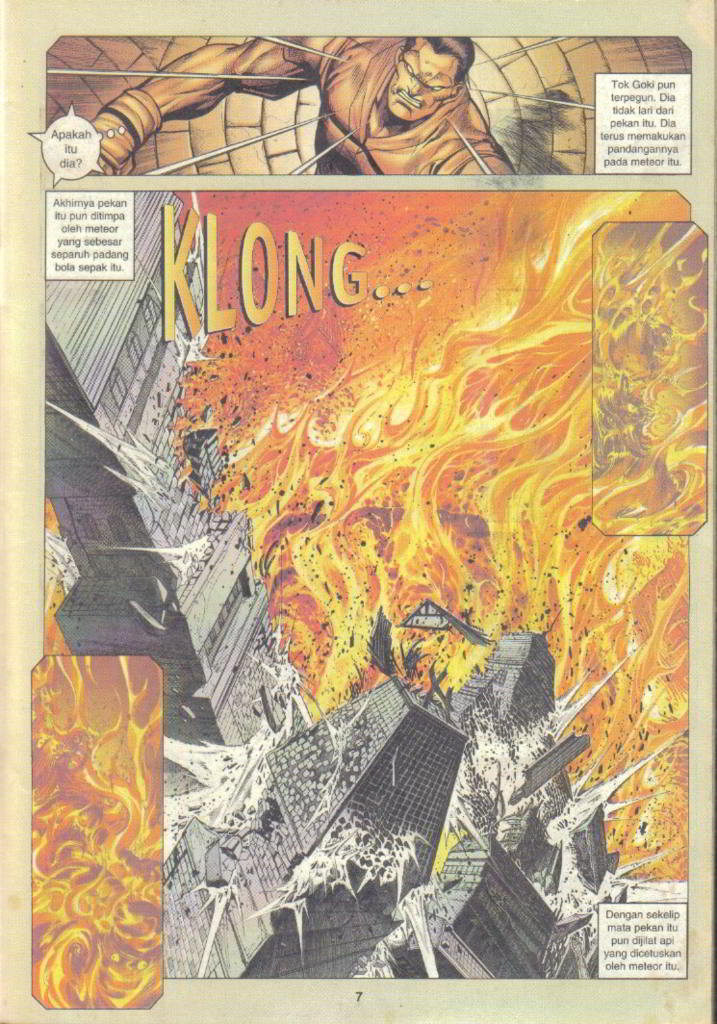 Apakah
itu
dia?
Tok Goki pun
terpegun. Dia
tidak lari dari
pekan itu. Dia
terus memakukan
pandangannya
pada meteor itu.
Akhirnya pekan
itu pun ditimpa
oleh meteor
yang sebesar
separuh padang
bola sepak itu.
KLONG...
Dengan sekelip
mata pekan itu
pun dijilat api
yang dicetuskan
oleh meteor itu.
7